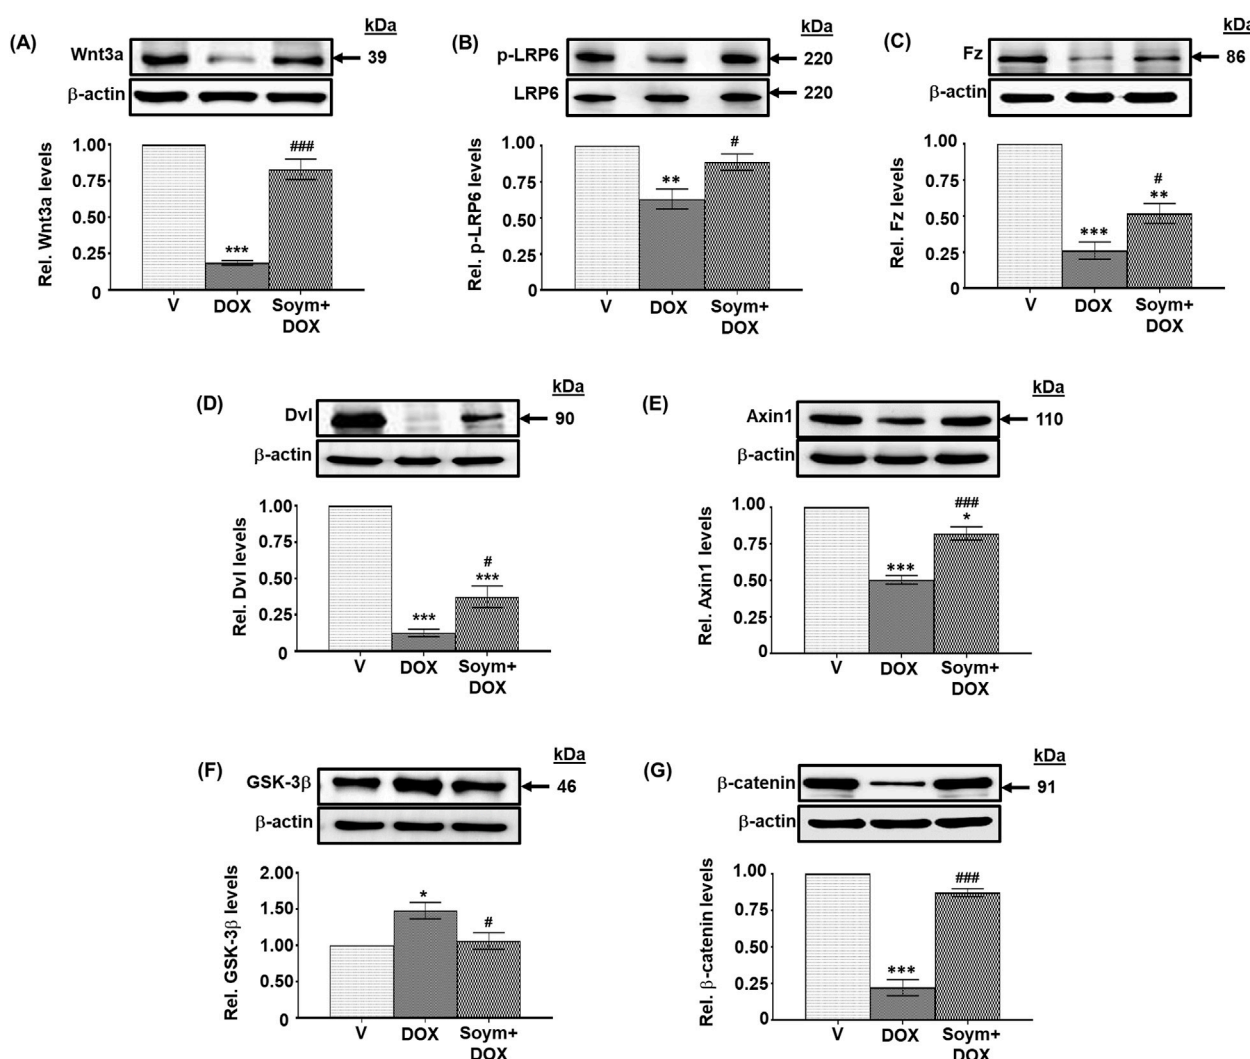 (A)
kDa
Wnt3a
39
β-actin
Rel. Wnt3a levels
1.00
0.75
0.50
0.25
0
***
###
V
DOX
Soym+
DOX
(B)
kDa
p-LRP6
220
LRP6
220
Rel. p-LRP6 levels
1.00
0.75
0.50
0.25
0
**
#
V
DOX
Soym+
DOX
(C)
kDa
Fz
86
β-actin
Rel. Fz levels
1.00
0.75
0.50
0.25
0
***
#
**
V
DOX
Soym+
DOX
(D)
kDa
Dvl
90
β-actin
Rel. Dvl levels
1.00
0.75
0.50
0.25
0
***
#
***
V
DOX
Soym+
DOX
(E)
kDa
Axin1
110
β-actin
Rel. Axin1 levels
1.00
0.75
0.50
0.25
0
***
###
*
V
DOX
Soym+
DOX
(F)
kDa
GSK-3β
46
β-actin
Rel. GSK-3β levels
2.00
1.50
1.00
0.50
0
*
#
V
DOX
Soym+
DOX
(G)
kDa
β-catenin
91
β-actin
Rel. β-catenin levels
1.00
0.75
0.50
0.25
0
***
###
V
DOX
Soym+
DOX